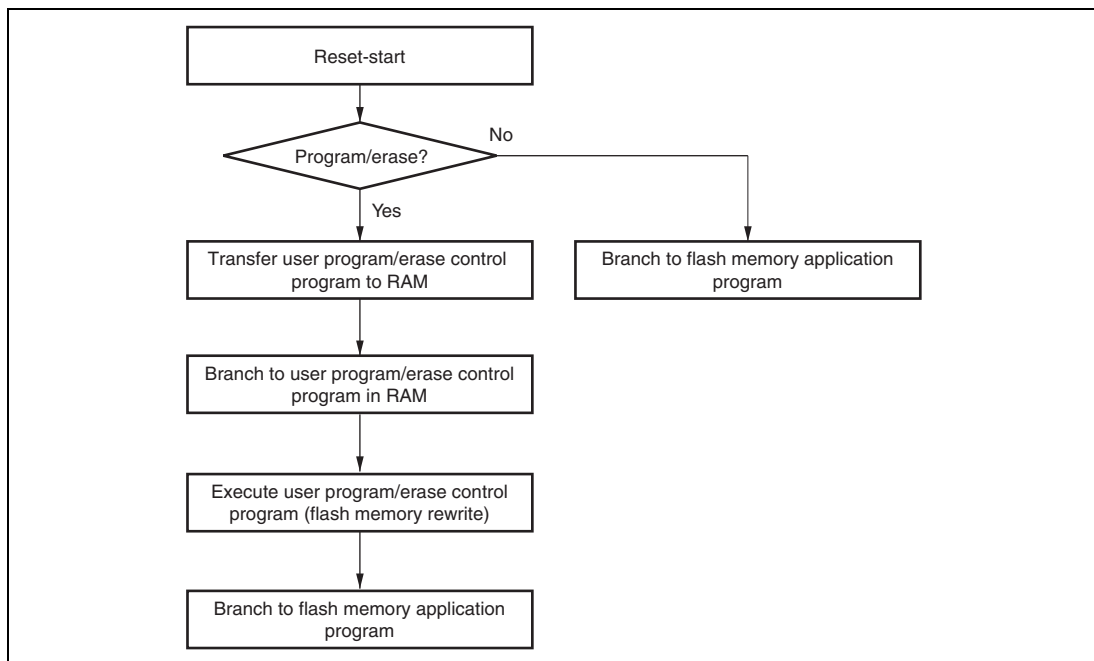 Reset-start
Program/erase?
No
Yes
Transfer user program/erase control
program to RAM
Branch to flash memory application
program
Branch to user program/erase control
program in RAM
Execute user program/erase control
program (flash memory rewrite)
Branch to flash memory application
program